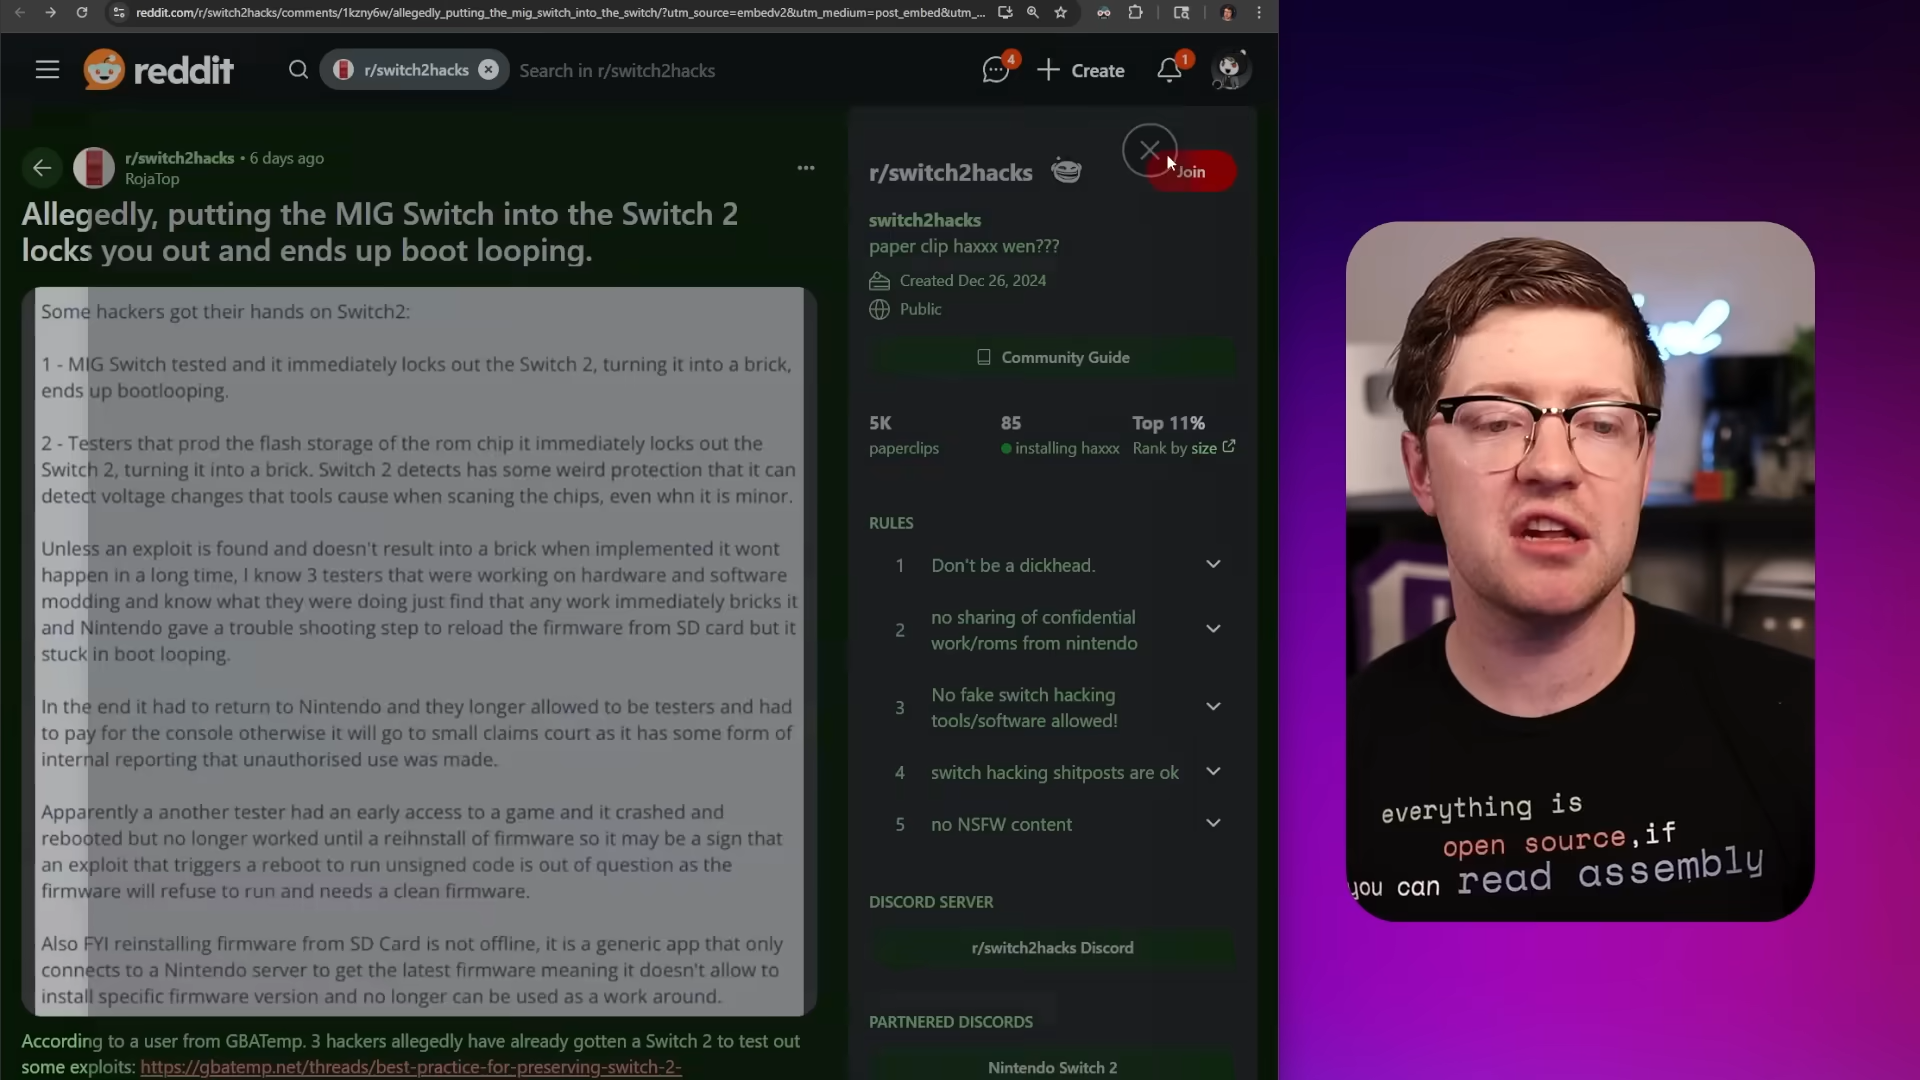 reddit.com/r/switch2hacks/comments/1kzny6w/allegedly_putting_the_mig_switch_into_the_switch/?utm_source=embedv2&utm_medium=post_embed&utm_...
reddit
r/switch2hacks
Search in r/switch2hacks
4
Create
1
r/switch2hacks • 6 days ago
RojaTop
Allegedly, putting the MIG Switch into the Switch 2
locks you out and ends up boot looping.
Some hackers got their hands on Switch2:
1 - MIG Switch tested and it immediately locks out the Switch 2, turning it into a brick,
ends up bootlooping.
2 - Testers that prod the flash storage of the rom chip it immediately locks out the
Switch 2, turning it into a brick. Switch 2 detects has some weird protection that it can
detect voltage changes that tools cause when scaning the chips, even whn it is minor.
Unless an exploit is found and doesn't result into a brick when implemented it wont
happen in a long time, I know 3 testers that were working on hardware and software
modding and know what they were doing just find that any work immediately bricks it
and Nintendo gave a trouble shooting step to reload the firmware from SD card but it
stuck in boot looping.
In the end it had to return to Nintendo and they longer allowed to be testers and had
to pay for the console otherwise it will go to small claims court as it has some form of
internal reporting that unauthorised use was made.
Apparently a another tester had an early access to a game and it crashed and
rebooted but no longer worked until a reihnstall of firmware so it may be a sign that
an exploit that triggers a reboot to run unsigned code is out of question as the
firmware will refuse to run and needs a clean firmware.
Also FYI reinstalling firmware from SD Card is not offline, it is a generic app that only
connects to a Nintendo server to get the latest firmware meaning it doesn't allow to
install specific firmware version and no longer can be used as a work around.
According to a user from GBATemp. 3 hackers allegedly have already gotten a Switch 2 to test out
some exploits: https://gbatemp.net/threads/best-practice-for-preserving-switch-2-
r/switch2hacks
Join
switch2hacks
paper clip haxxx wen???
Created Dec 26, 2024
Public
Community Guide
5K
85
Top 11%
paperclips
installing haxxx
Rank by size
RULES
1
Don't be a dickhead.
2
no sharing of confidential
work/roms from nintendo
3
No fake switch hacking
tools/software allowed!
4
switch hacking shitposts are ok
5
no NSFW content
DISCORD SERVER
r/switch2hacks Discord
PARTNERED DISCORDS
Nintendo Switch 2
everything is
open source,if
you can read assembly